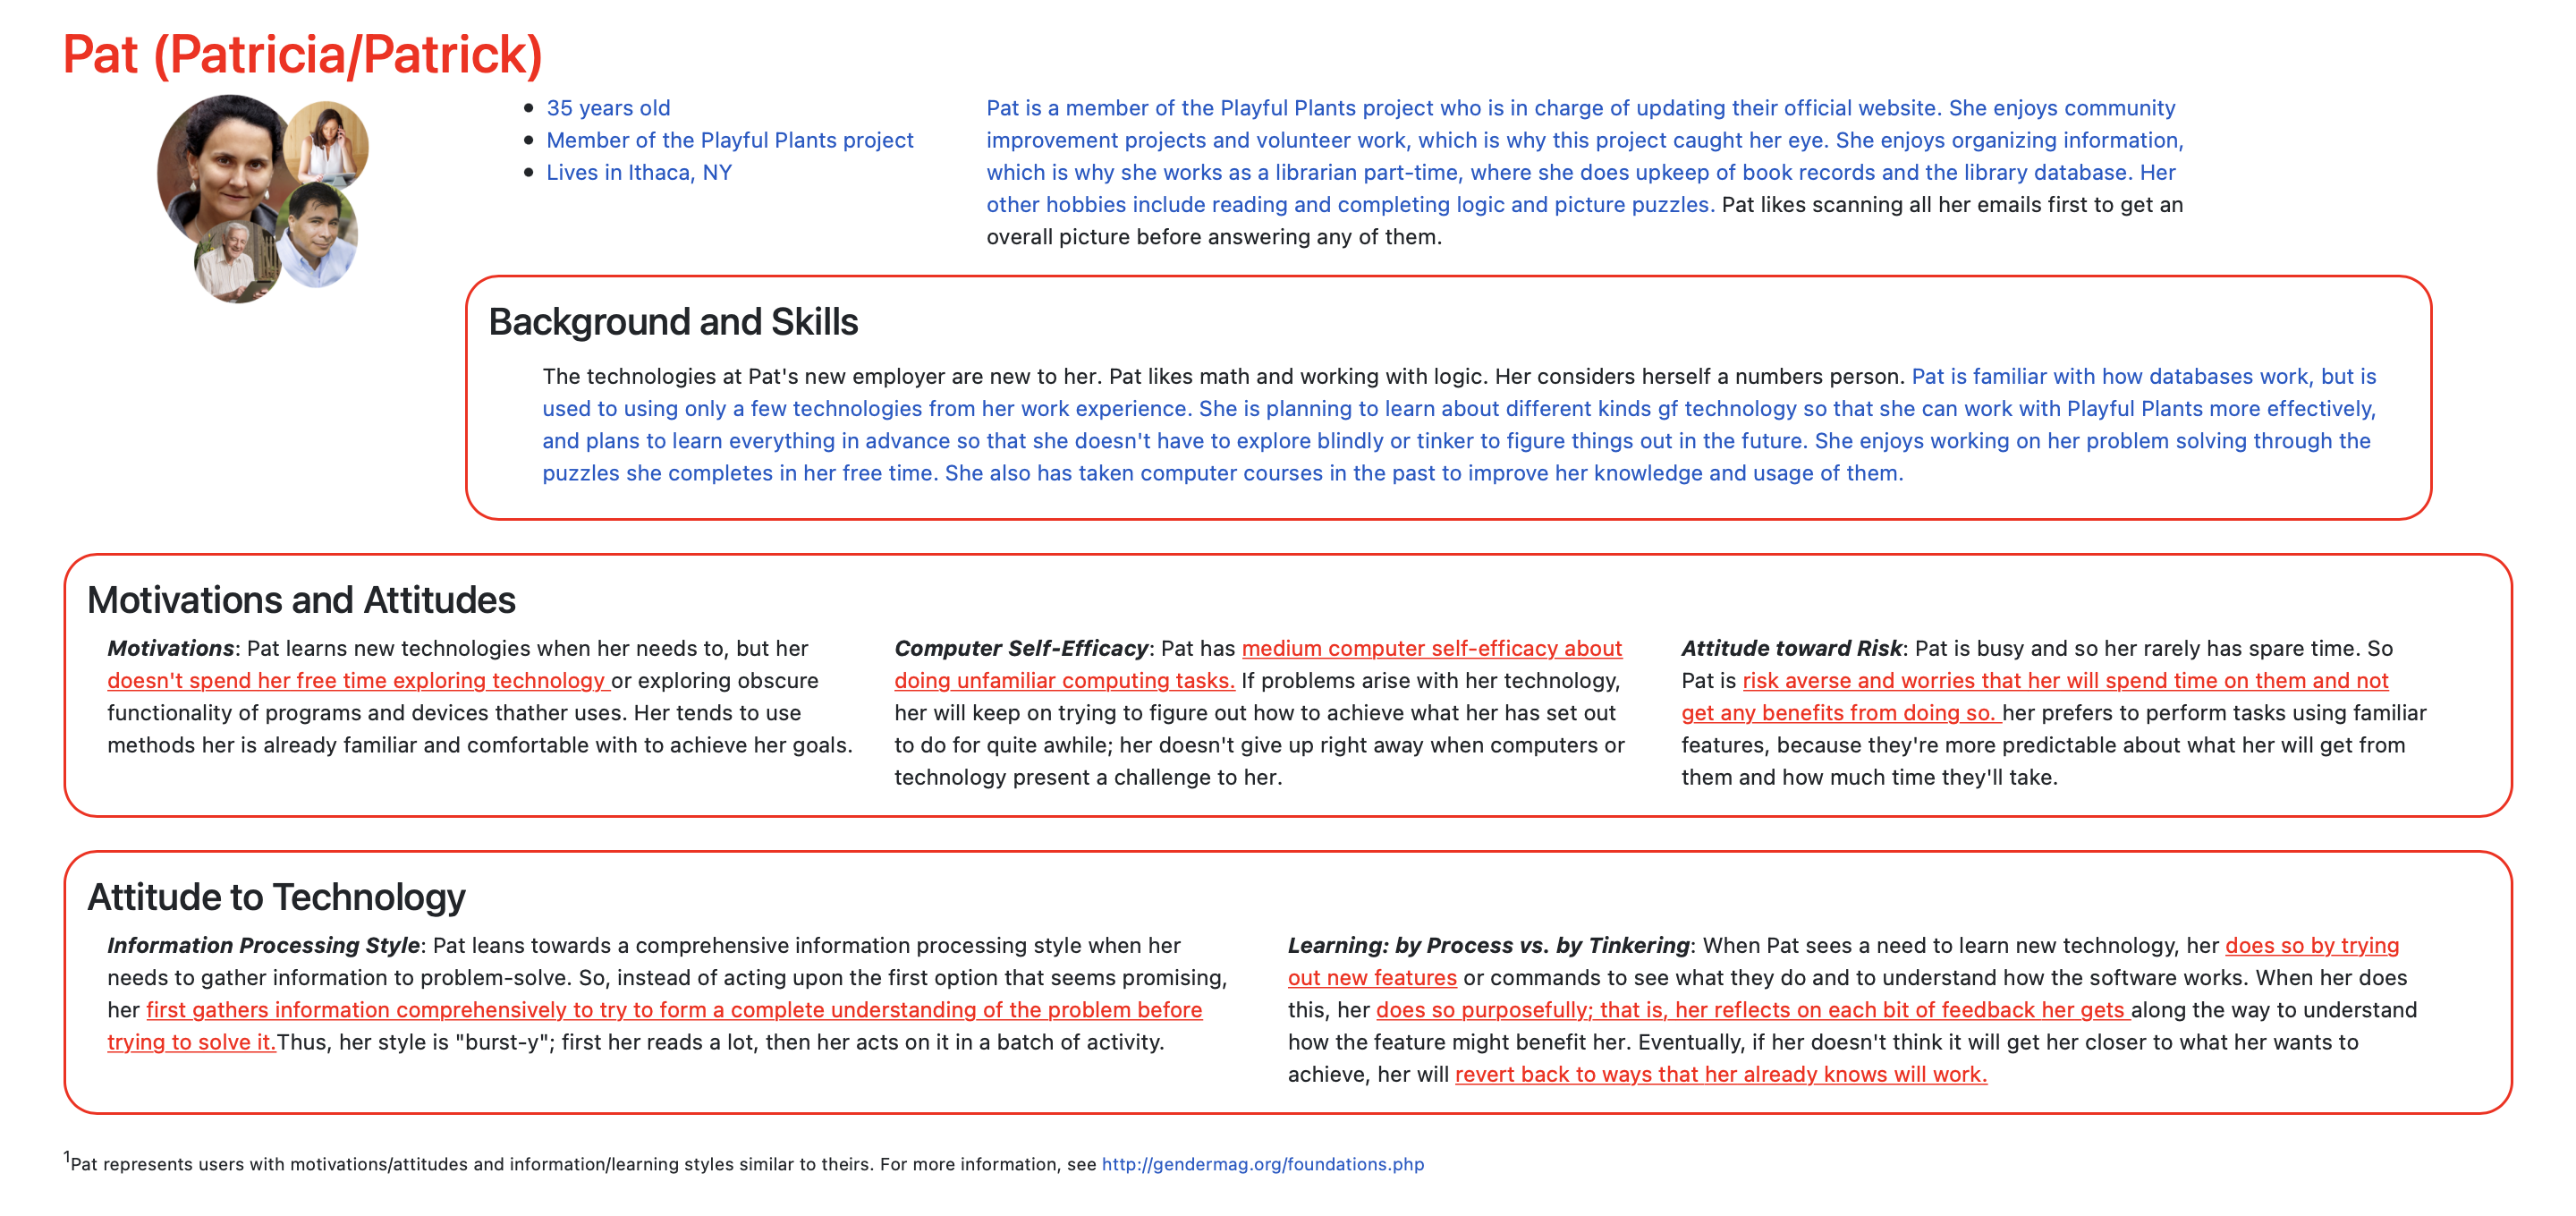 Pat (Patricia/Patrick)
• 35 years old
• Member of the Playful Plants project
• Lives in Ithaca, NY
Pat is a member of the Playful Plants project who is in charge of updating their official website. She enjoys community
improvement projects and volunteer work, which is why this project caught her eye. She enjoys organizing information,
which is why she works as a librarian part-time, where she does upkeep of book records and the library database. Her
other hobbies include reading and completing logic and picture puzzles. Pat likes scanning all her emails first to get an
overall picture before answering any of them.
Background and Skills
The technologies at Pat's new employer are new to her. Pat likes math and working with logic. Her considers herself a numbers person. Pat is familiar with how databases work, but is
used to using only a few technologies from her work experience. She is planning to learn about different kinds gf technology so that she can work with Playful Plants more effectively,
and plans to learn everything in advance so that she doesn't have to explore blindly or tinker to figure things out in the future. She enjoys working on her problem solving through the
puzzles she completes in her free time. She also has taken computer courses in the past to improve her knowledge and usage of them.
Motivations and Attitudes
Motivations: Pat learns new technologies when her needs to, but her
doesn't spend her free time exploring technology or exploring obscure
functionality of programs and devices thather uses. Her tends to use
methods her is already familiar and comfortable with to achieve her goals.
Computer Self-Efficacy: Pat has medium computer self-efficacy about
doing unfamiliar computing tasks. If problems arise with her technology,
her will keep on trying to figure out how to achieve what her has set out
to do for quite awhile; her doesn't give up right away when computers or
technology present a challenge to her.
Attitude toward Risk: Pat is busy and so her rarely has spare time. So
Pat is risk averse and worries that her will spend time on them and not
get any benefits from doing so. her prefers to perform tasks using familiar
features, because they're more predictable about what her will get from
them and how much time they'll take.
Attitude to Technology
Information Processing Style: Pat leans towards a comprehensive information processing style when her
needs to gather information to problem-solve. So, instead of acting upon the first option that seems promising,
her first gathers information comprehensively to try to form a complete understanding of the problem before
trying to solve it.Thus, her style is "burst-y"; first her reads a lot, then her acts on it in a batch of activity.
Learning: by Process vs. by Tinkering: When Pat sees a need to learn new technology, her does so by trying
out new features or commands to see what they do and to understand how the software works. When her does
this, her does so purposefully; that is, her reflects on each bit of feedback her gets along the way to understand
how the feature might benefit her. Eventually, if her doesn't think it will get her closer to what her wants to
achieve, her will revert back to ways that her already knows will work.
1Pat represents users with motivations/attitudes and information/learning styles similar to theirs. For more information, see http://gendermag.org/foundations.php